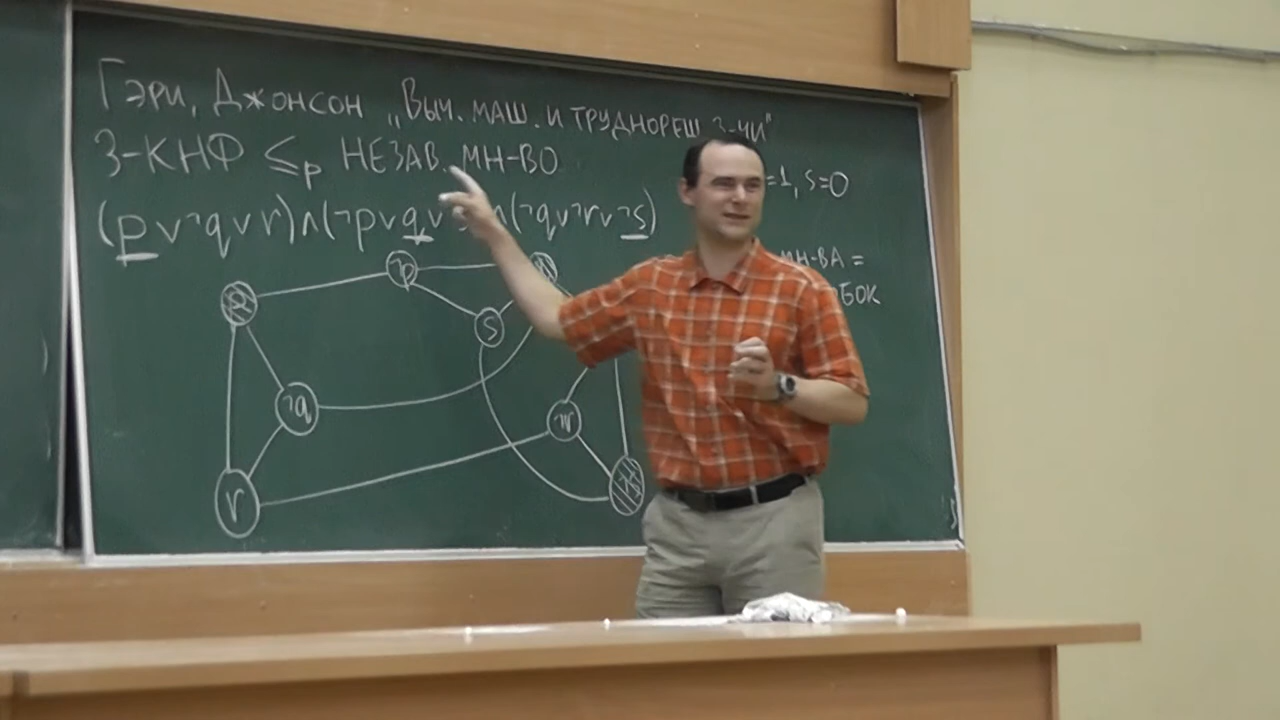 Гэри, Джонсон „Выч. маш. и труднореш. з-чи"
3-КНФ ≤p НЕЗАВ. МН-ВО
=1, s=0
(p ∨ ¬q ∨ r) ∧ (¬p ∨ q ∨ s) ∧ (¬q ∨ ¬r ∨ ¬s)
МН-ВА =
БОК
¬p
s
¬q
¬r
r
¬s